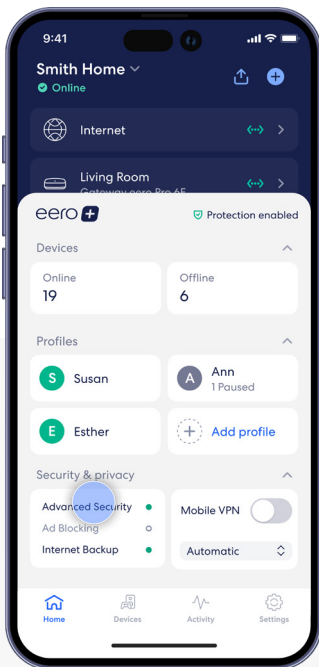 9:41
Smith Home
Online
Internet
Living Room
Gateway eero Pro 6E
eero +
Protection enabled
Devices
Online
19
Offline
6
Profiles
S Susan
A Ann
1 Paused
E Esther
+ Add profile
Security & privacy
Advanced Security
Ad Blocking
Internet Backup
Mobile VPN
Automatic
Home
Devices
Activity
Settings